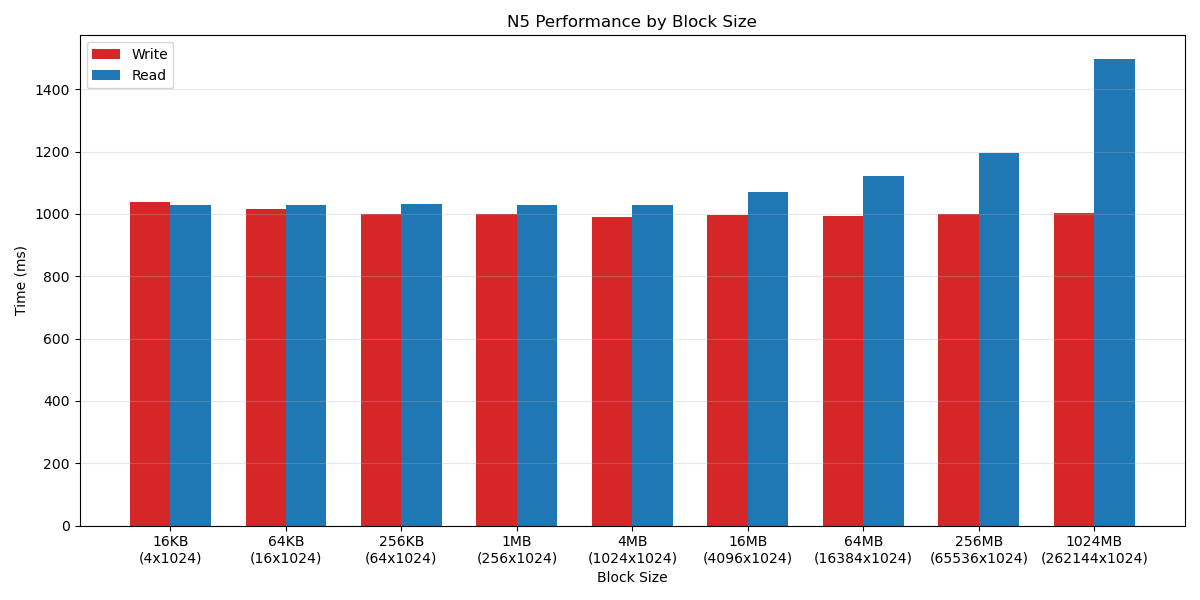 N5 Performance by Block Size
Write
Read
Time (ms)
1400
1200
1000
800
600
400
200
0
16KB 64KB 256KB 1MB 4MB 16MB 64MB 256MB 1024MB
(4x1024) (16x1024) (64x1024) (256x1024) (1024x1024) (4096x1024) (16384x1024) (65536x1024) (262144x1024)
Block Size